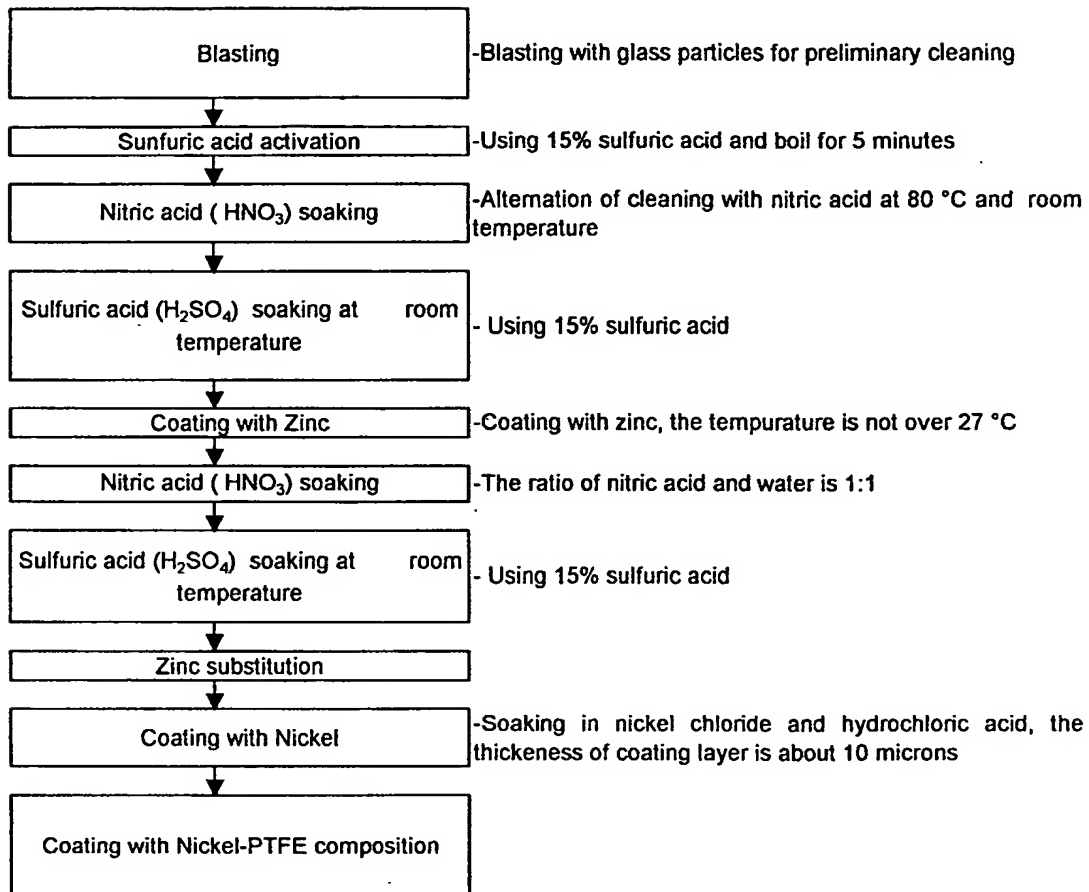 Blasting
-Blasting with glass particles for preliminary cleaning
Sunfuric acid activation
-Using 15% sulfuric acid and boil for 5 minutes
Nitric acid ( HNO₃) soaking
-Alternation of cleaning with nitric acid at 80 °C and room
temperature
Sulfuric acid (H₂SO₄) soaking at room
temperature
- Using 15% sulfuric acid
Coating with Zinc
-Coating with zinc, the tempurature is not over 27 °C
Nitric acid ( HNO₃) soaking
-The ratio of nitric acid and water is 1:1
Sulfuric acid (H₂SO₄) soaking at room
temperature
- Using 15% sulfuric acid
Zinc substitution
Coating with Nickel
-Soaking in nickel chloride and hydrochloric acid, the
thickeness of coating layer is about 10 microns
Coating with Nickel-PTFE composition